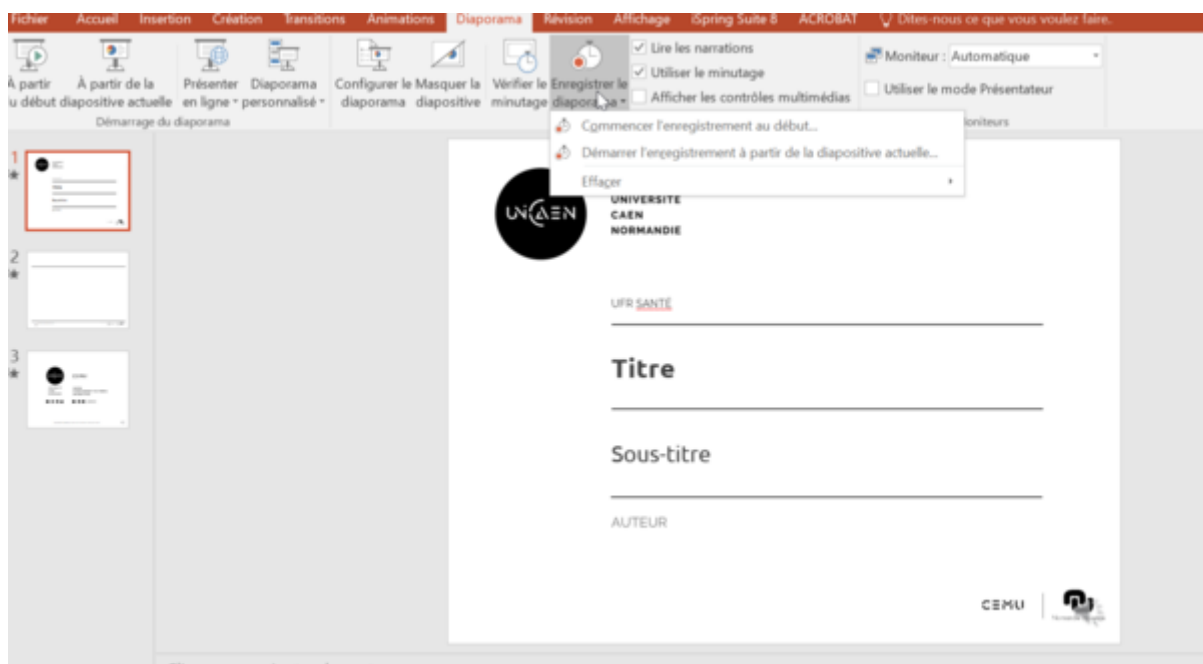 Fichier Accueil Insertion Création Transitions Animations Diaporama Révision Affichage iSpring Suite 8 ACROBAT Dites-nous ce que vous voulez faire.
À partir À partir de la Présenter Diaporama Configurer le Masquer la Vérifier le Enregistrer le
du début diapositive actuelle en ligne personnalisé diaporama diapositive minutage diaporama
Lire les narrations
Utiliser le minutage
Afficher les contrôles multimédias
Moniteur : Automatique
Utiliser le mode Présentateur
Démarrage du diaporama
Moniteurs
Commencer l'enregistrement au début...
Démarrer l'enregistrement à partir de la diapositive actuelle...
Effacer
1
2
3
UNICAEN
UNIVERSITÉ
CAEN
NORMANDIE
UFR SANTÉ
Titre
Sous-titre
AUTEUR
CEMU